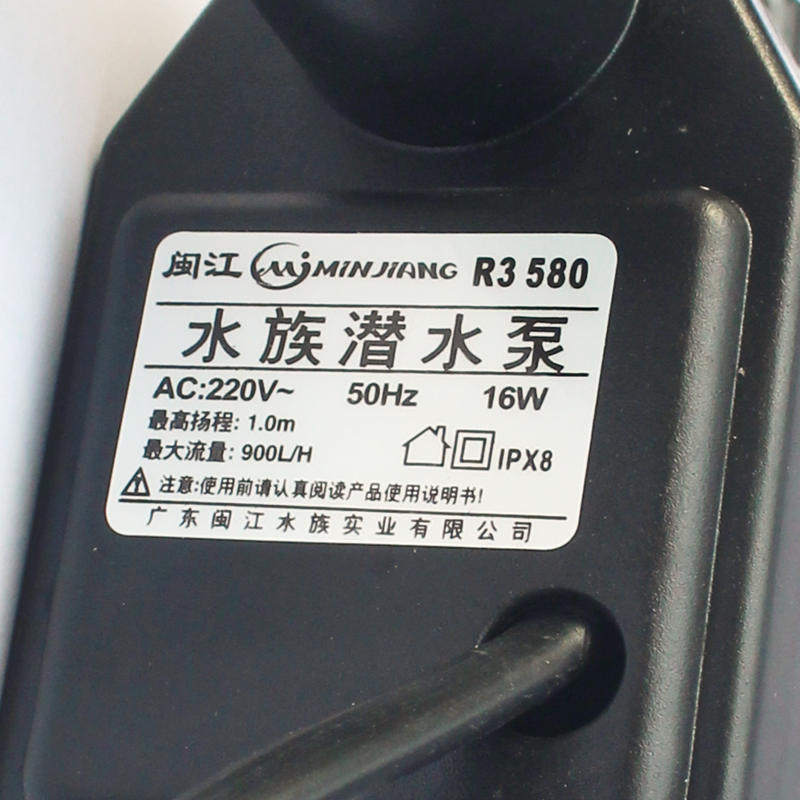 闽江 MJ MINJIANG R3 580
水族潜水泵
AC:220V~ 50Hz 16W
最高扬程: 1.0m
最大流量: 900L/H IPX8
注意:使用前请认真阅读产品使用说明书!
广东闽江水族实业有限公司